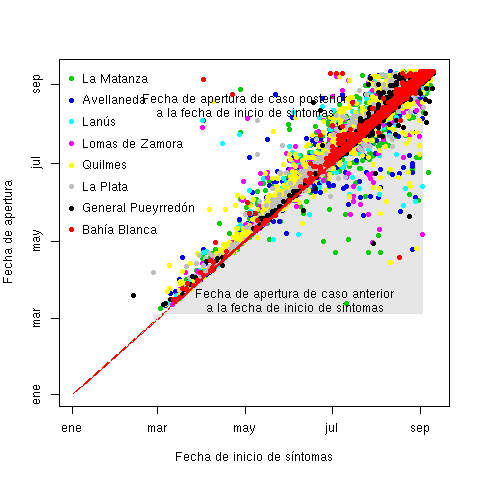 La Matanza
Avellaneda
Lanús
Lomas de Zamora
Quilmes
La Plata
General Pueyrredón
Bahía Blanca
Fecha de apertura de caso posterior
a la fecha de inicio de síntomas
Fecha de apertura de caso anterior
a la fecha de inicio de síntomas
Fecha de apertura
sep
jul
may
mar
ene
ene mar may jul sep
Fecha de inicio de síntomas